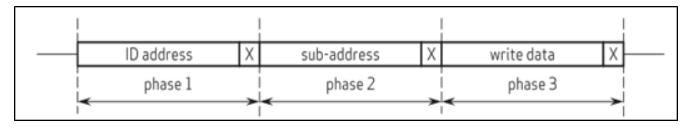 ID address X sub-address X write data X
phase 1 phase 2 phase 3